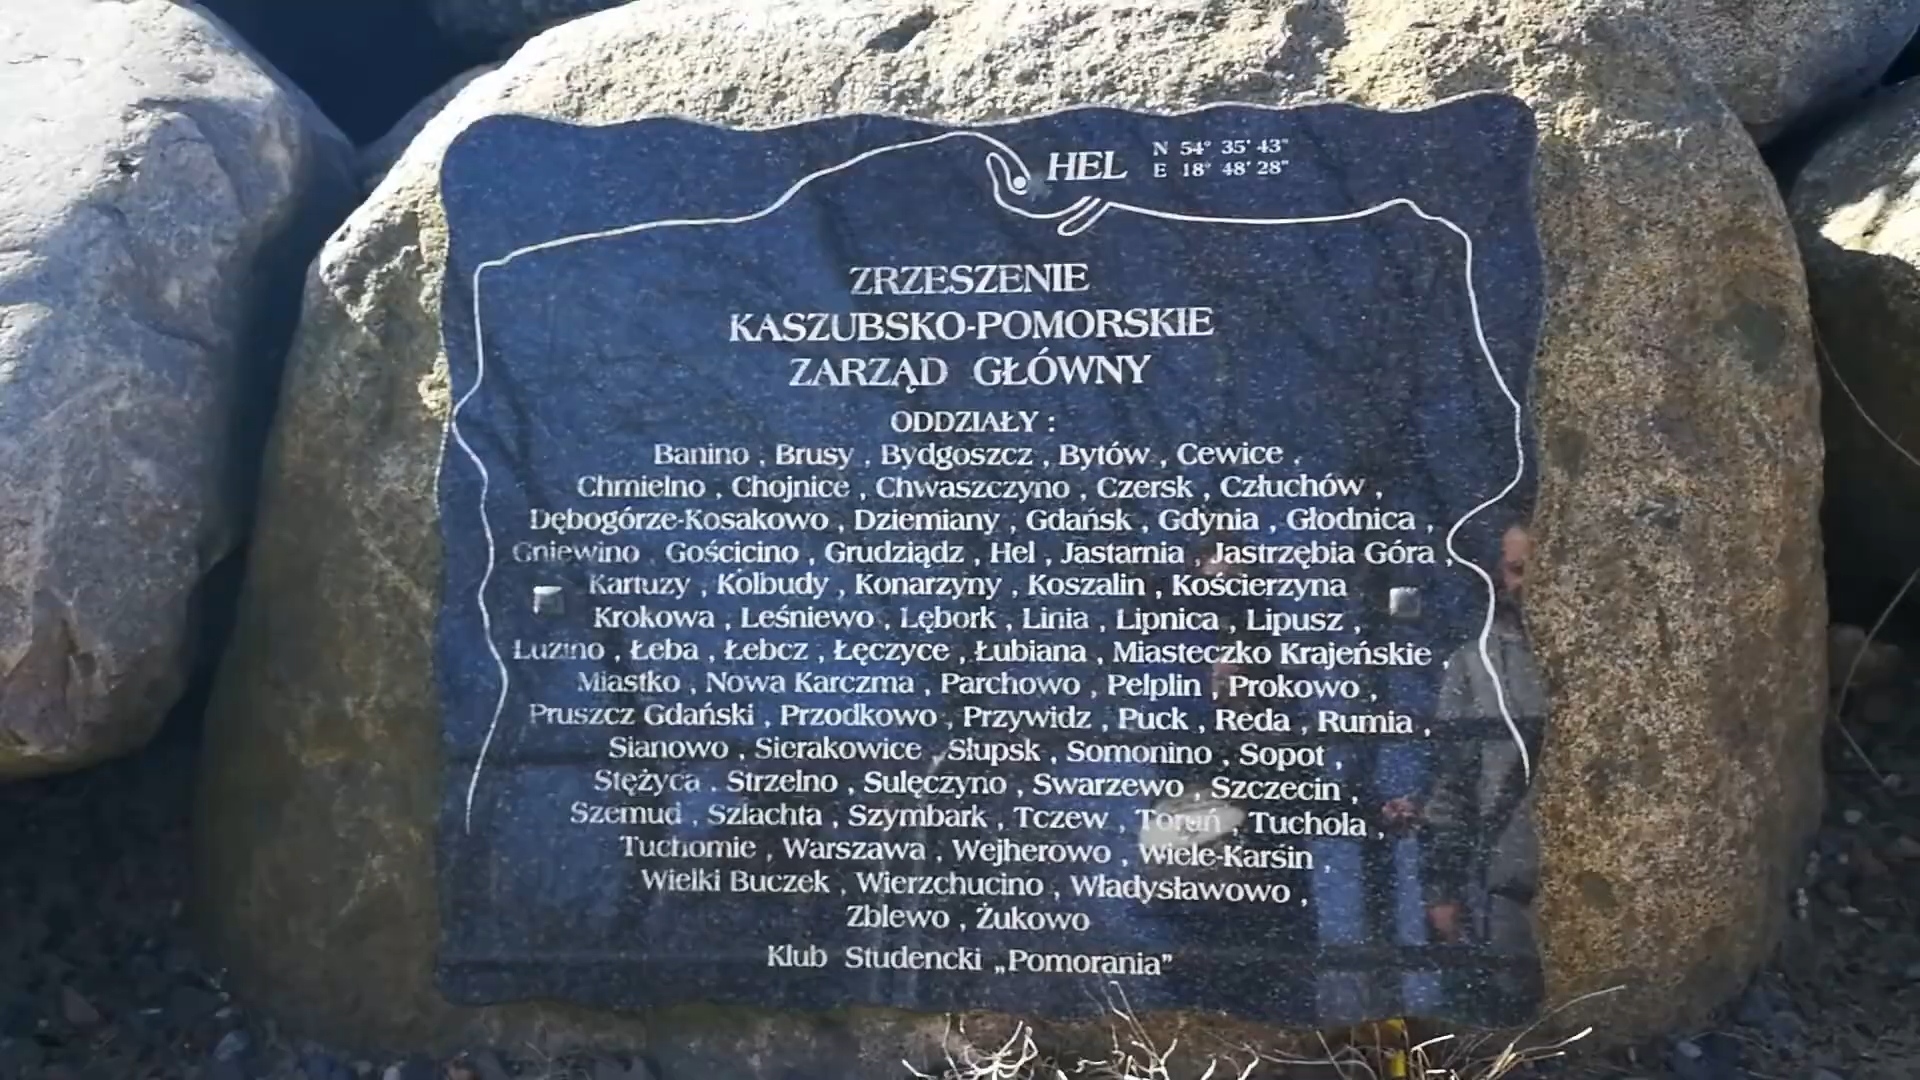 HEL
N 54° 35' 43"
E 18° 48' 28"
ZRZESZENIE
KASZUBSKO-POMORSKIE
ZARZĄD GŁÓWNY
ODDZIAŁY :
Banino , Brusy , Bydgoszcz , Bytów , Cewice ,
Chmielno , Chojnice , Chwaszczyno , Czersk , Człuchów ,
Dębogórze-Kosakowo , Dziemiany , Gdańsk , Gdynia , Głodnica ,
Gniewino , Gościcino , Grudziądz , Hel , Jastarnia , Jastrzębia Góra ,
Kartuzy , Kolbudy , Konarzyny , Koszalin , Kościerzyna
Krokowa , Leśniewo , Lębork , Linia , Lipnica , Lipusz ,
Luzino , Łeba , Łebcz , Łęczyce , Łubiana , Miasteczko Krajeńskie ,
Miastko , Nowa Karczma , Parchowo , Pelplin , Prokowo ,
Pruszcz Gdański , Przodkowo , Przywidz , Puck , Reda , Rumia ,
Sianowo , Sierakowice , Słupsk , Somonino , Sopot ,
Stężyca , Strzelno , Sulęczyno , Swarzewo , Szczecin ,
Szemud , Szlachta , Szymbark , Tczew , Toruń , Tuchola ,
Tuchomie , Warszawa , Wejherowo , Wiele-Karsin ,
Wielki Buczek , Wierzchucino , Władysławowo ,
Zblewo , Żukowo
Klub Studencki „Pomorania”